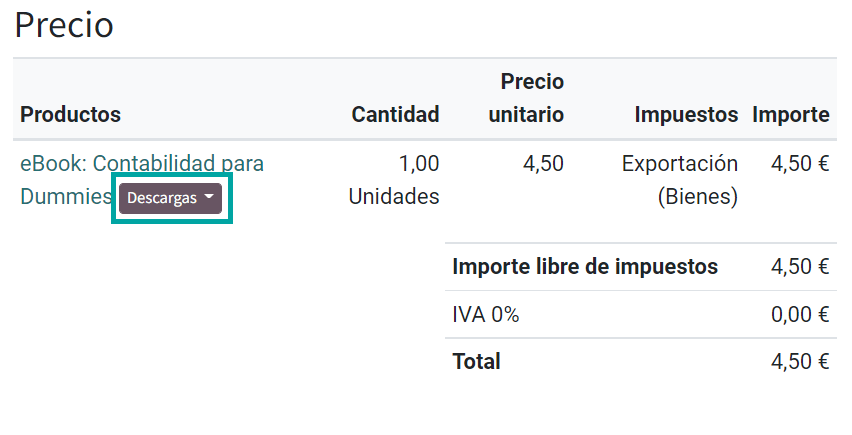 Precio
Precio
Productos Cantidad unitario Impuestos Importe
eBook: Contabilidad para 1,00 4,50 Exportación 4,50 €
Dummies Descargas Unidades (Bienes)
Importe libre de impuestos 4,50 €
IVA 0% 0,00 €
Total 4,50 €